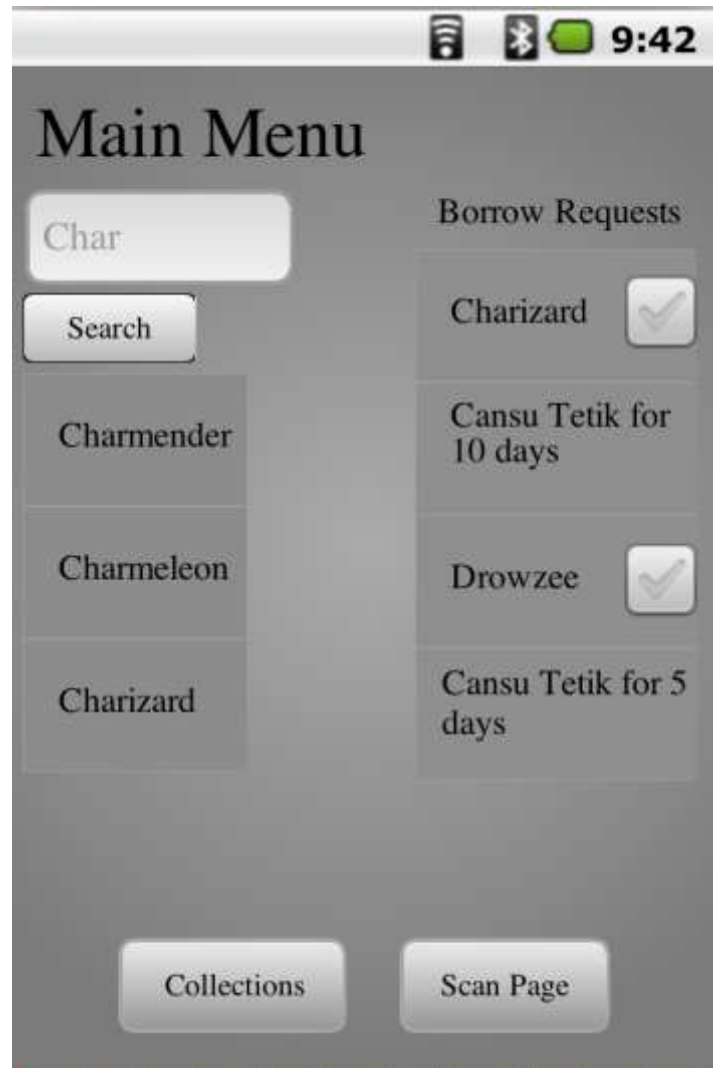 9:42
Main Menu
Char
Search
Charmender
Charmeleon
Charizard
Borrow Requests
Charizard
Cansu Tetik for
10 days
Drowzee
Cansu Tetik for 5
days
Collections
Scan Page